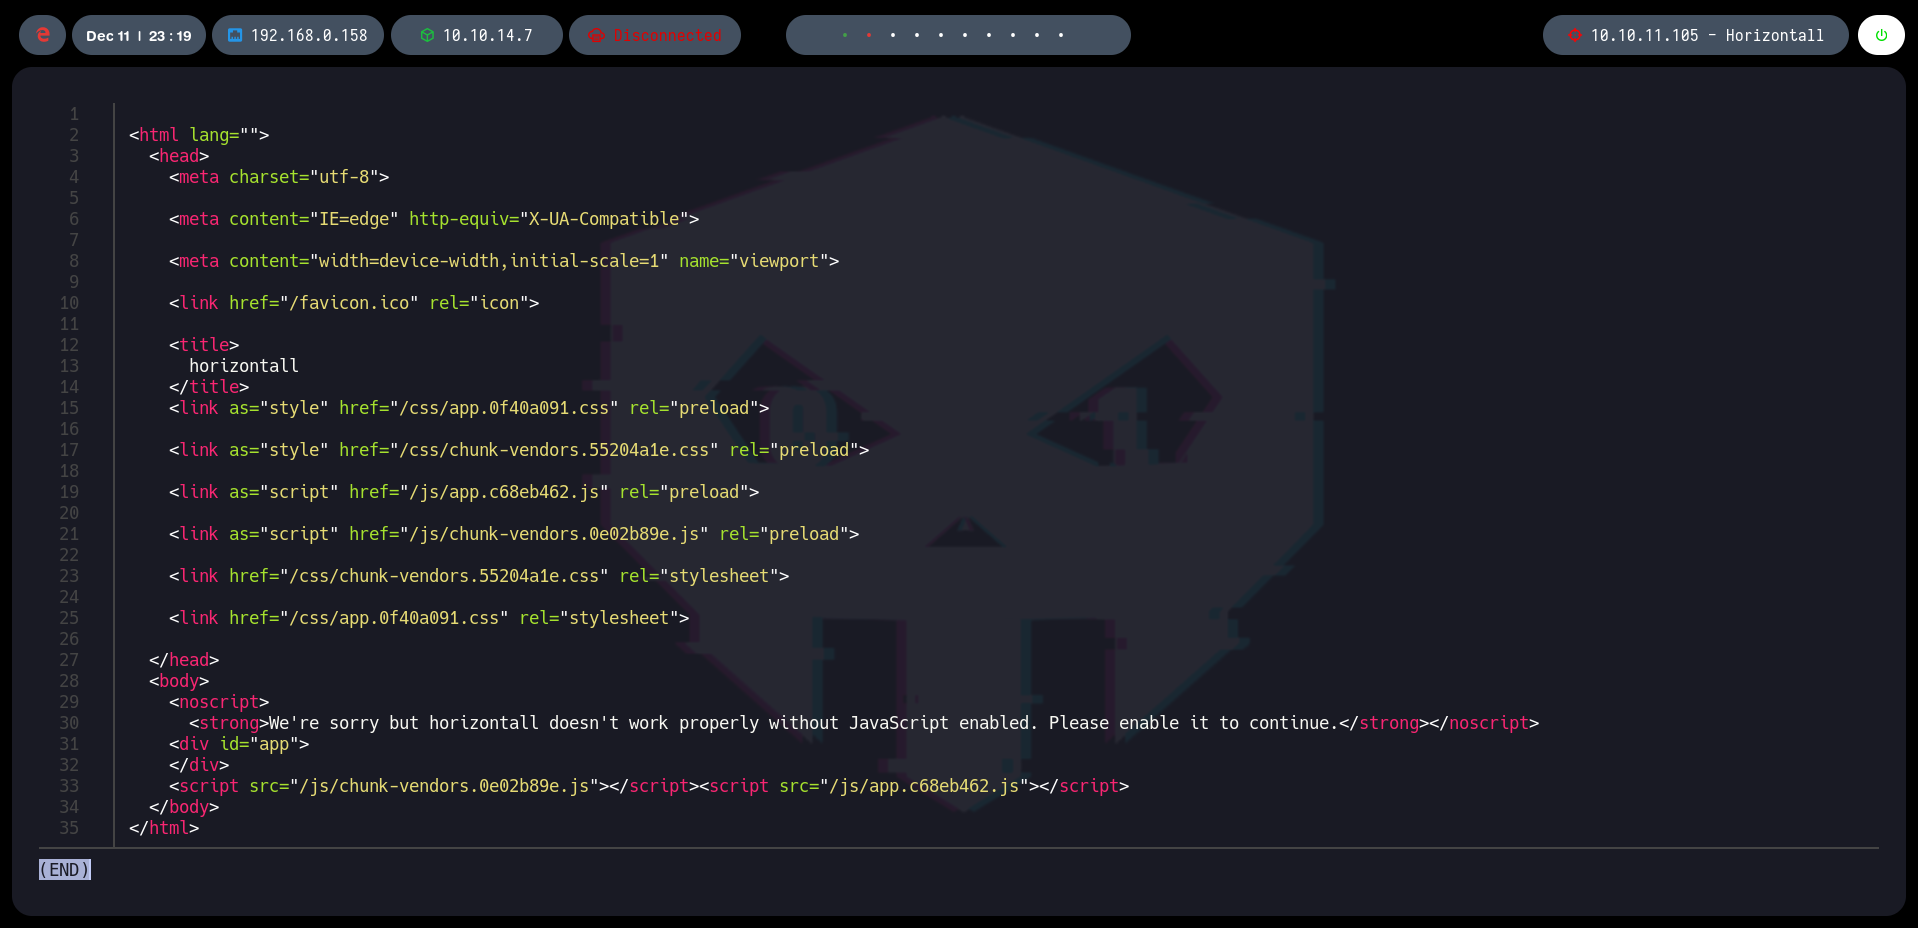 Dec 11 | 23:19 192.168.0.158 10.10.14.7 Disconnected 10.10.11.105 - Horizontall
1
2 <html lang="">
3   <head>
4     <meta charset="utf-8">
5
6     <meta content="IE=edge" http-equiv="X-UA-Compatible">
7
8     <meta content="width=device-width,initial-scale=1" name="viewport">
9
10     <link href="/favicon.ico" rel="icon">
11
12     <title>
13       horizontall
14     </title>
15     <link as="style" href="/css/app.0f40a091.css" rel="preload">
16
17     <link as="style" href="/css/chunk-vendors.55204a1e.css" rel="preload">
18
19     <link as="script" href="/js/app.c68eb462.js" rel="preload">
20
21     <link as="script" href="/js/chunk-vendors.0e02b89e.js" rel="preload">
22
23     <link href="/css/chunk-vendors.55204a1e.css" rel="stylesheet">
24
25     <link href="/css/app.0f40a091.css" rel="stylesheet">
26
27   </head>
28   <body>
29     <noscript>
30       <strong>We're sorry but horizontall doesn't work properly without JavaScript enabled. Please enable it to continue.</strong></noscript>
31     <div id="app">
32     </div>
33     <script src="/js/chunk-vendors.0e02b89e.js"></script><script src="/js/app.c68eb462.js"></script>
34   </body>
35 </html>
(END)